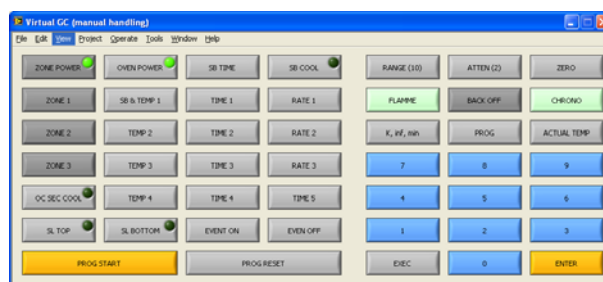 Virtual GC (manual handling)
File Edit View Project Operate Tools Window Help
ZONE POWER OVEN POWER SB TIME SB COOL RANGE (10) ATTEN (2) ZERO
ZONE 1 SB & TEMP 1 TIME 1 RATE 1 FLAMME BACK OFF CHRONO
ZONE 2 TEMP 2 TIME 2 RATE 2 K, inf, min PROG ACTUAL TEMP
ZONE 3 TEMP 3 TIME 3 RATE 3 7 8 9
OC SEC COOL TEMP 4 TIME 4 TIME 5 4 5 6
SL TOP SL BOTTOM EVENT ON EVEN OFF 1 2 3
PROG START PROG RESET EXEC 0 ENTER